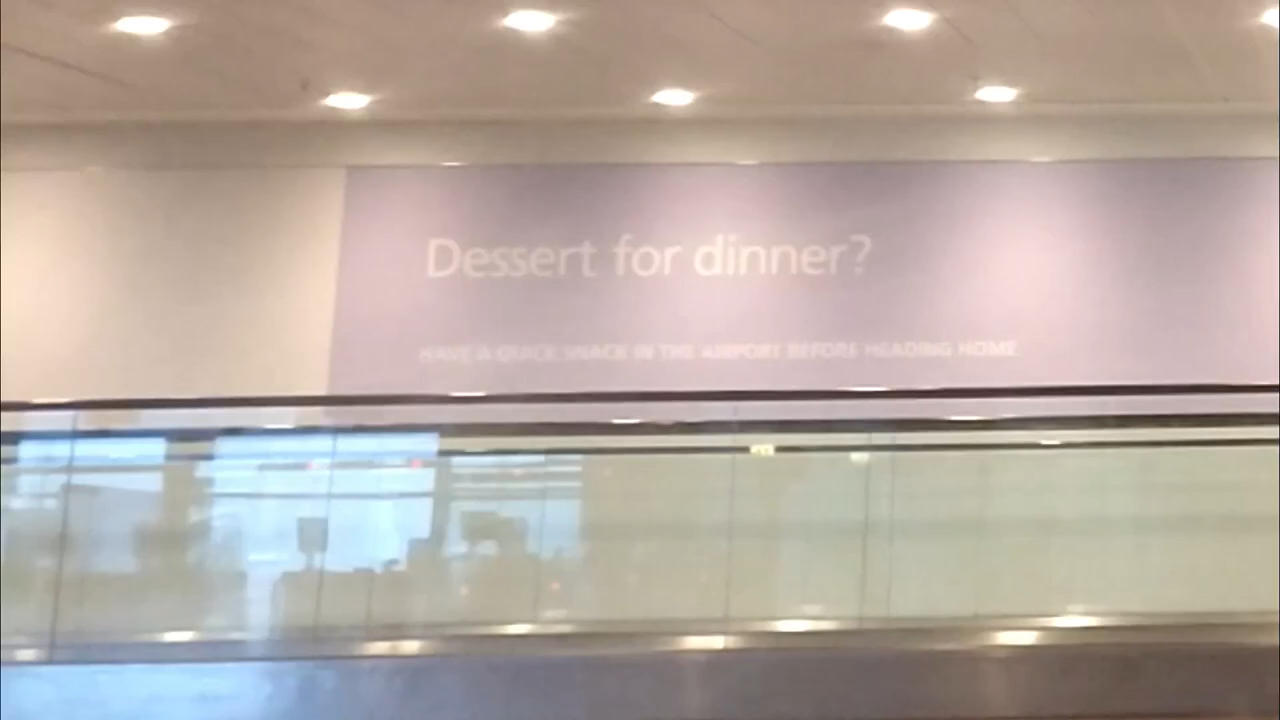 Dessert for dinner?
HAVE A QUICK SNACK IN THE AIRPORT BEFORE HEADING HOME